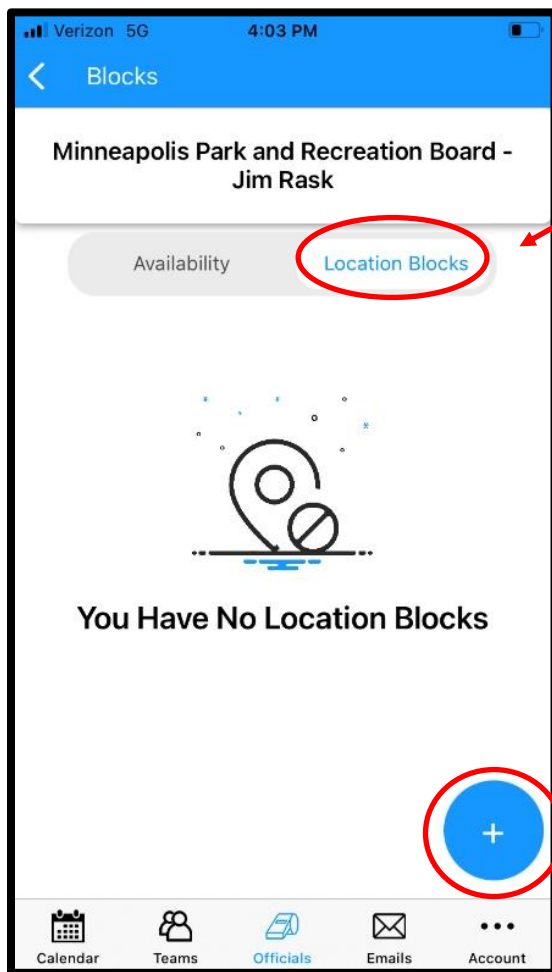 Verizon 5G 4:03 PM
Blocks
Minneapolis Park and Recreation Board -
Jim Rask
Availability Location Blocks
You Have No Location Blocks
+
Calendar Teams Officials Emails Account